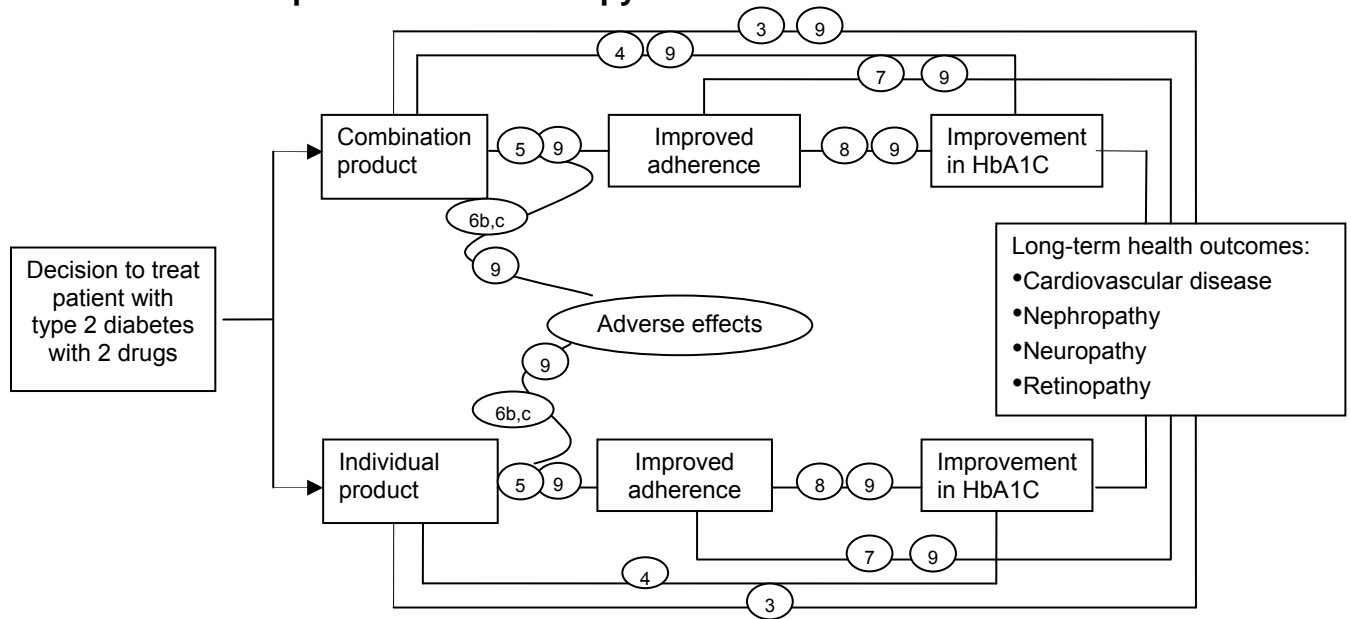 3 9
4 9
7 9
Combination
product
5 9
Improved
adherence
8 9
Improvement
in HbA1C
6b,c
9
Decision to treat
patient with
type 2 diabetes
with 2 drugs
Adverse effects
Long-term health outcomes:
•Cardiovascular disease
•Nephropathy
•Neuropathy
•Retinopathy
9
6b,c
Individual
product
5 9
Improved
adherence
8 9
Improvement
in HbA1C
7 9
4
3